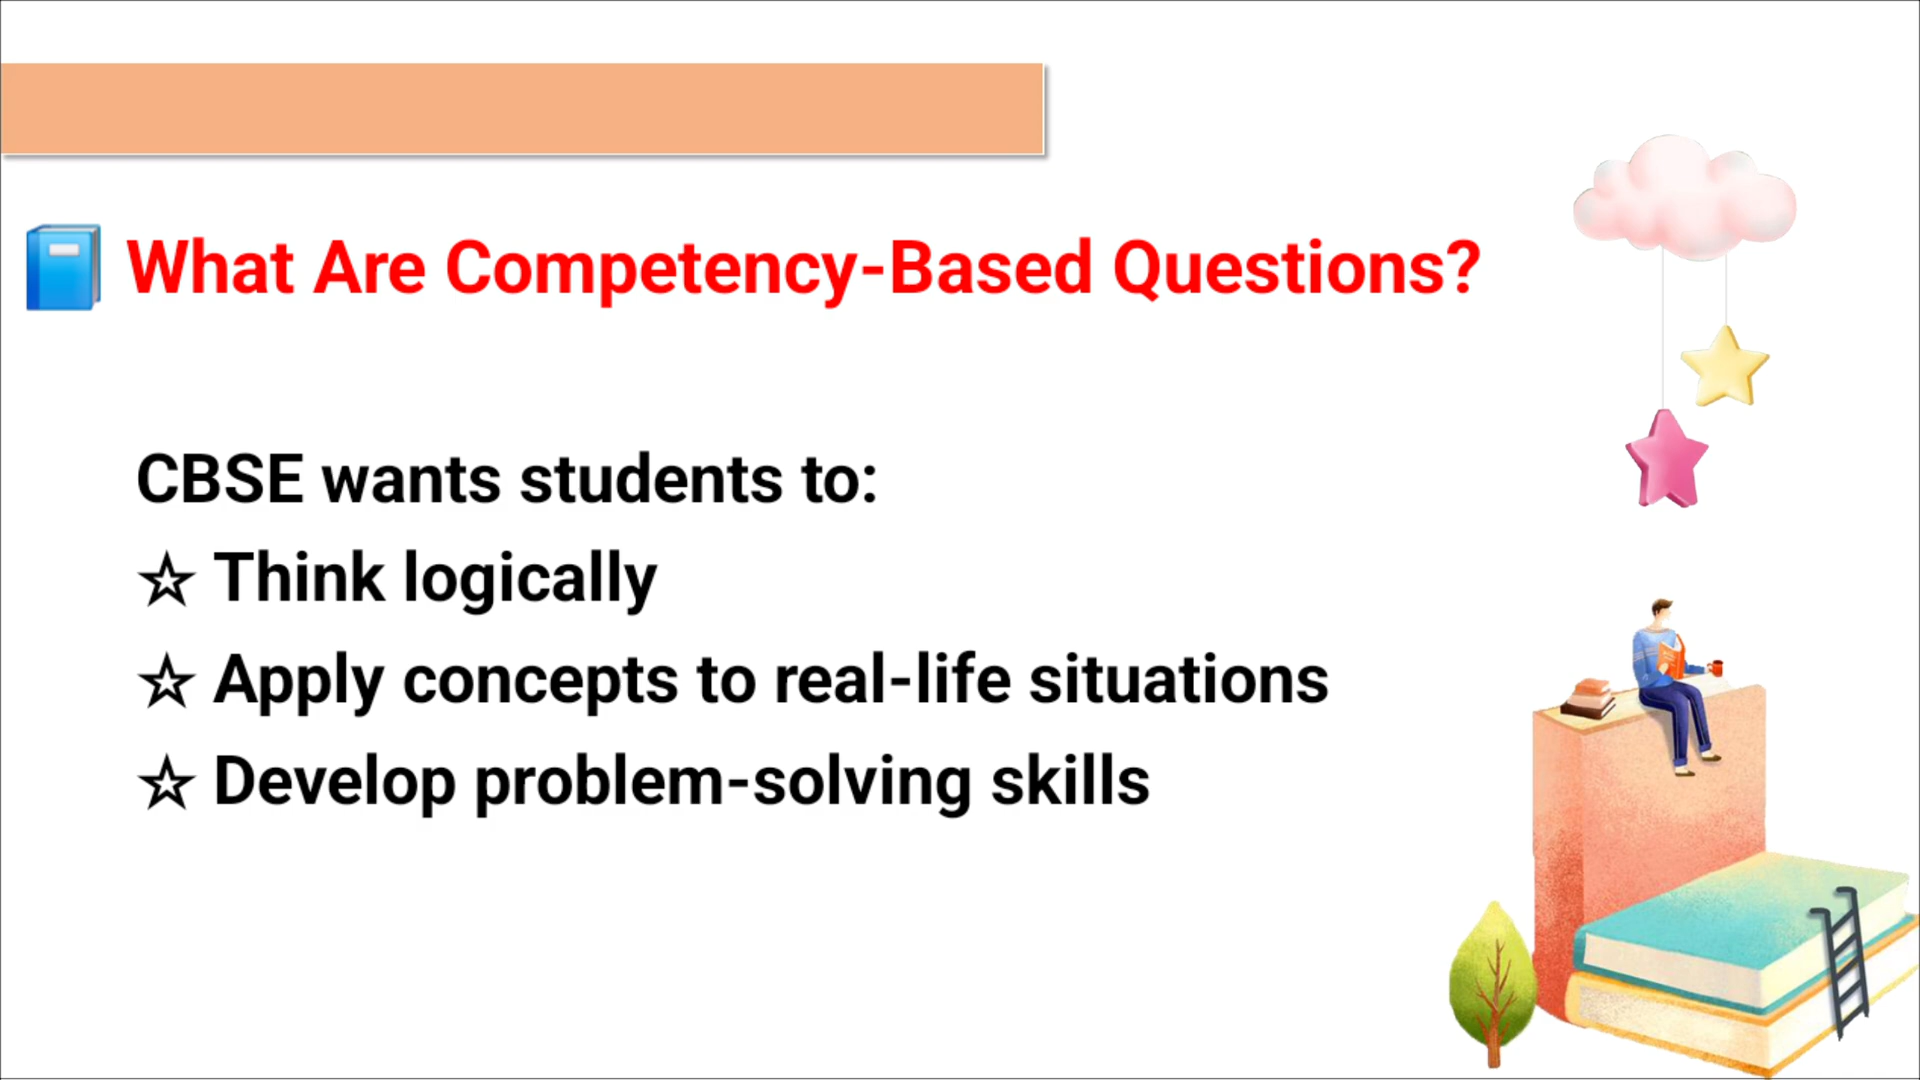 📘 What Are Competency-Based Questions?
CBSE wants students to:
☆ Think logically
☆ Apply concepts to real-life situations
☆ Develop problem-solving skills